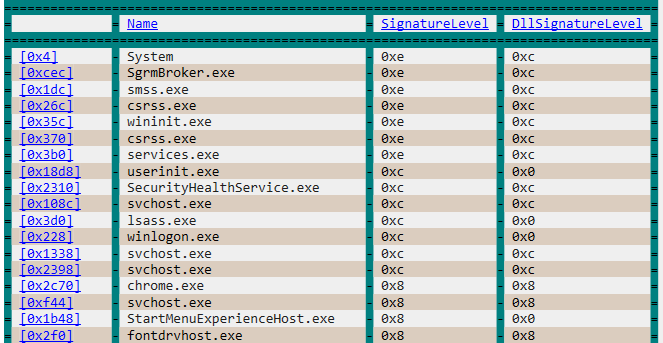 Name SignatureLevel DllSignatureLevel
[0x4] - System - 0xe - 0xc
[0xcec] - SgrmBroker.exe - 0xe - 0xc
[0x1dc] - smss.exe - 0xe - 0xc
[0x26c] - csrss.exe - 0xe - 0xc
[0x35c] - wininit.exe - 0xe - 0xc
[0x370] - csrss.exe - 0xe - 0xc
[0x3b0] - services.exe - 0xe - 0xc
[0x18d8] - userinit.exe - 0xc - 0x0
[0x2310] - SecurityHealthService.exe - 0xc - 0xc
[0x108c] - svchost.exe - 0xc - 0xc
[0x3d0] - lsass.exe - 0xc - 0x0
[0x228] - winlogon.exe - 0xc - 0x0
[0x1338] - svchost.exe - 0xc - 0xc
[0x2398] - svchost.exe - 0xc - 0xc
[0x2c70] - chrome.exe - 0x8 - 0x8
[0xf44] - svchost.exe - 0x8 - 0x8
[0x1b48] - StartMenuExperienceHost.exe - 0x8 - 0x0
[0x2f0] - fontdrvhost.exe - 0x8 - 0x8